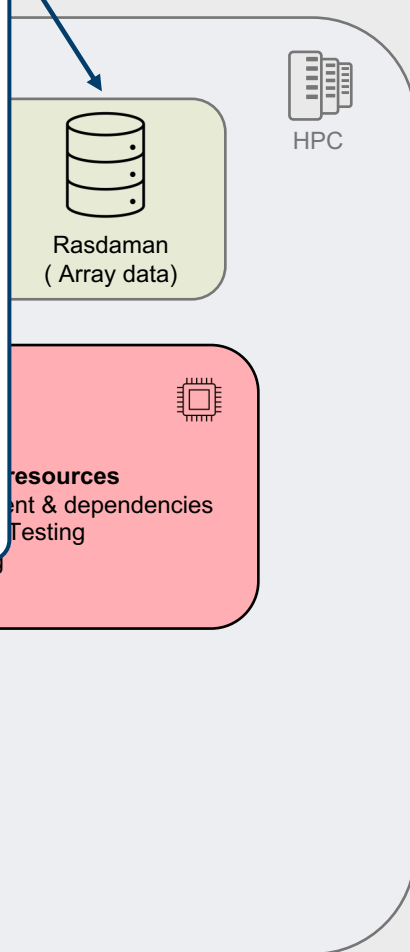 HPC
Rasdaman
( Array data)
resources
ent & dependencies
Testing
g